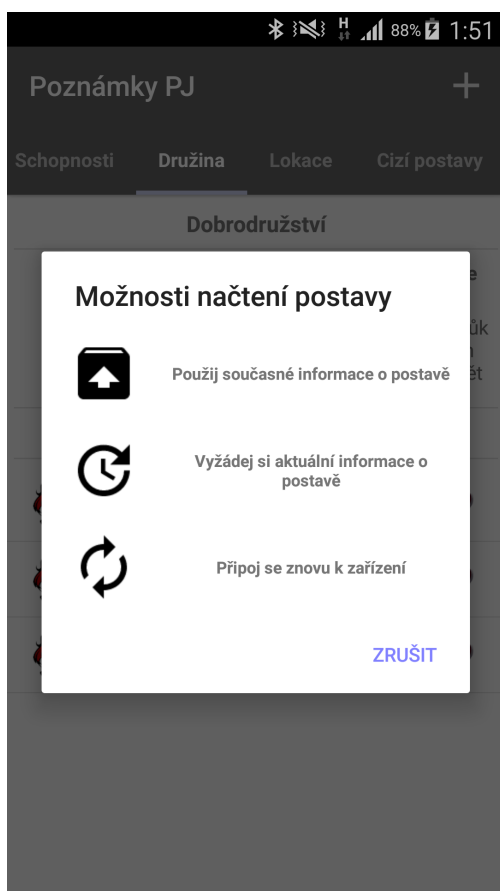 H 88% 1:51
Poznámky PJ
Schopnosti Družina Lokace Cizí postavy
Dobrodružství
Možnosti načtení postavy
Použij současné informace o postavě
Vyžádej si aktuální informace o
postavě
Připoj se znovu k zařízení
ZRUŠIT